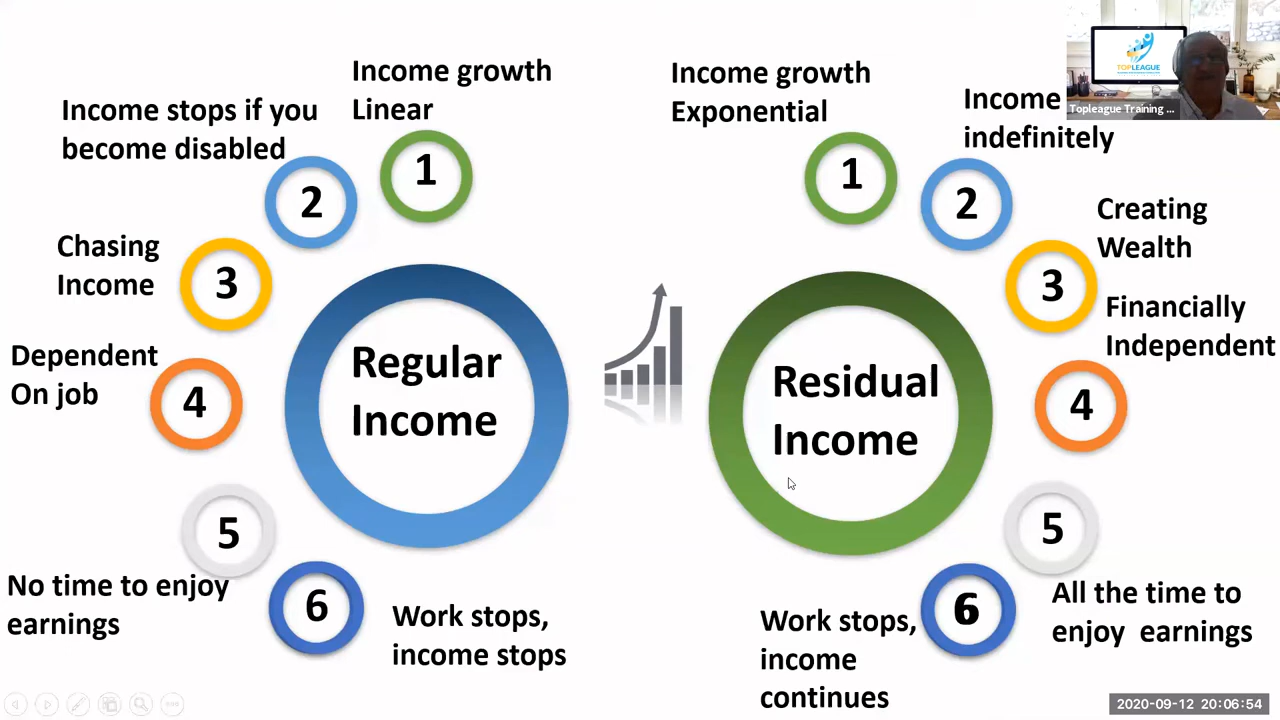 Income growth
Linear
1
Income stops if you
become disabled
2
Chasing
Income
3
Dependent
On job
4
5
No time to enjoy
earnings
6
Work stops,
income stops
Regular
Income
Income growth
Exponential
1
Income
indefinitely
2
Creating
Wealth
3
Financially
Independent
4
5
All the time to
enjoy earnings
6
Work stops,
income
continues
Residual
Income
TOPLEAGUE
Topleague Training ...
2020-09-12 20:06:54